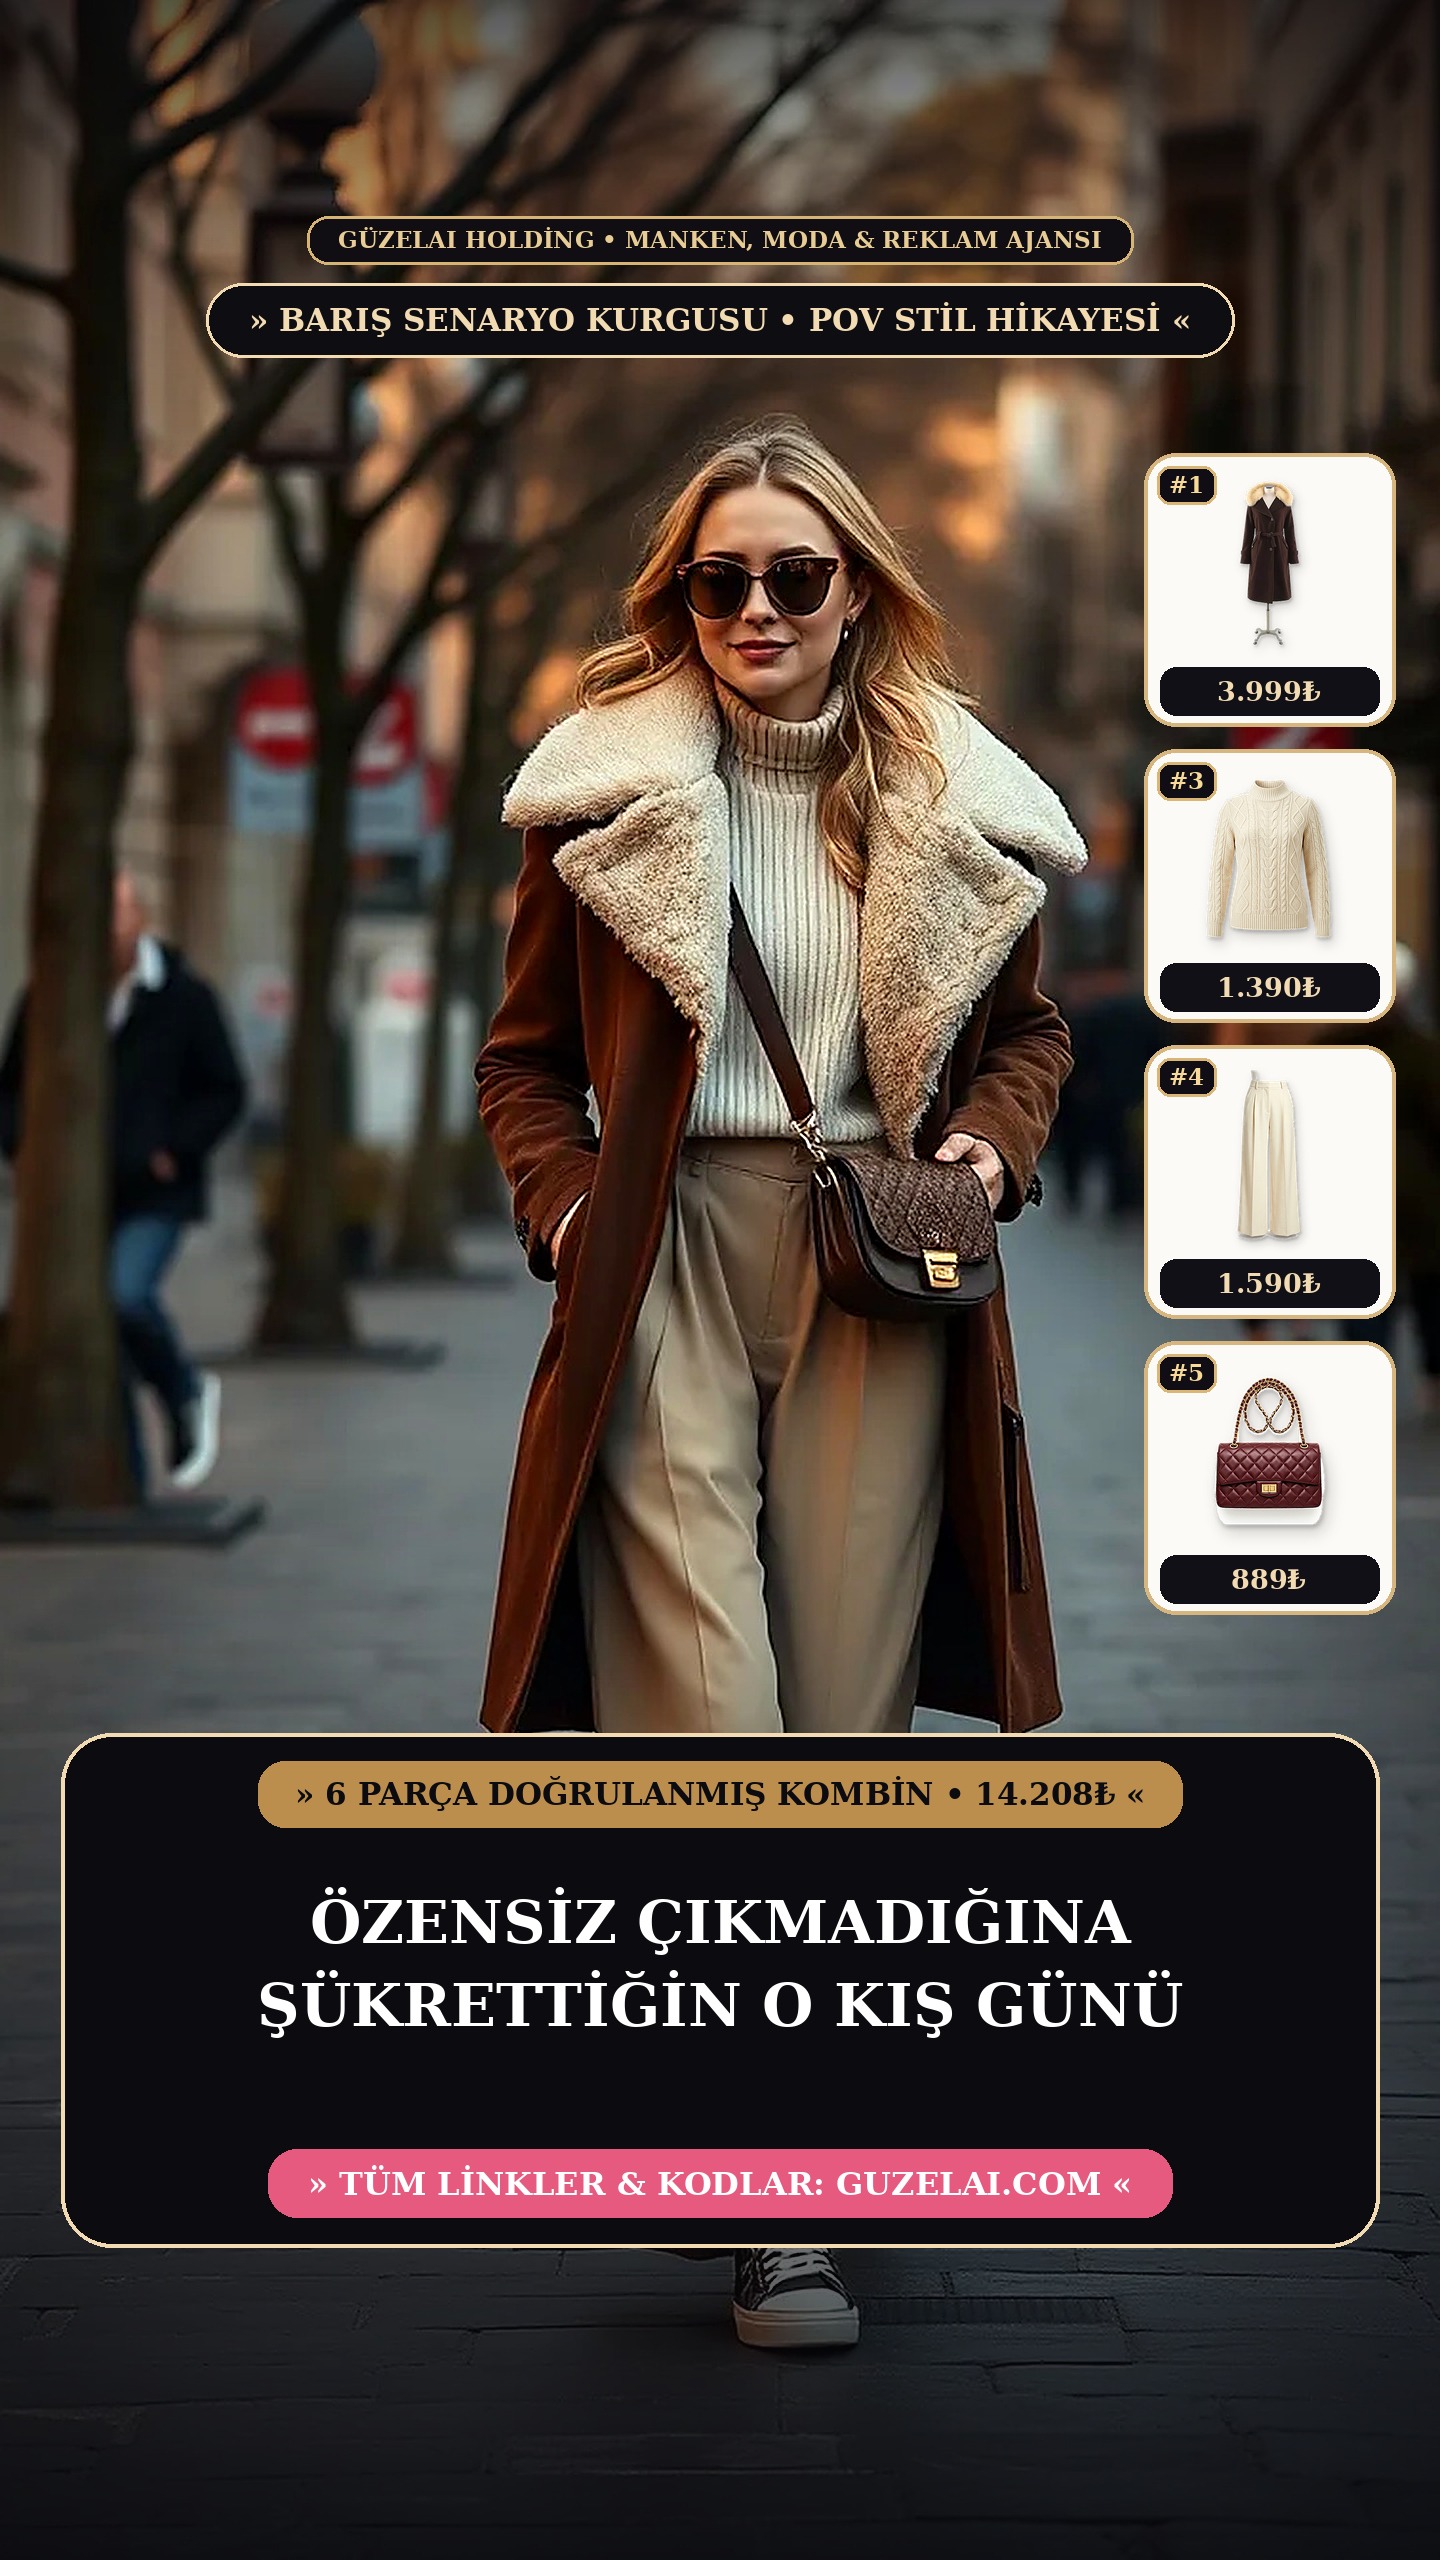 GÜZELAI HOLDİNG • MANKEN, MODA & REKLAM AJANSI
» BARIŞ SENARYO KURGUSU • POV STİL HİKAYESİ «
#1
3.999₺
#3
1.390₺
#4
1.590₺
#5
889₺
» 6 PARÇA DOĞRULANMIŞ KOMBİN • 14.208₺ «
ÖZENSİZ ÇIKMADIĞINA
ŞÜKRETTİĞİN O KIŞ GÜNÜ
» TÜM LİNKLER & KODLAR: GUZELAI.COM «